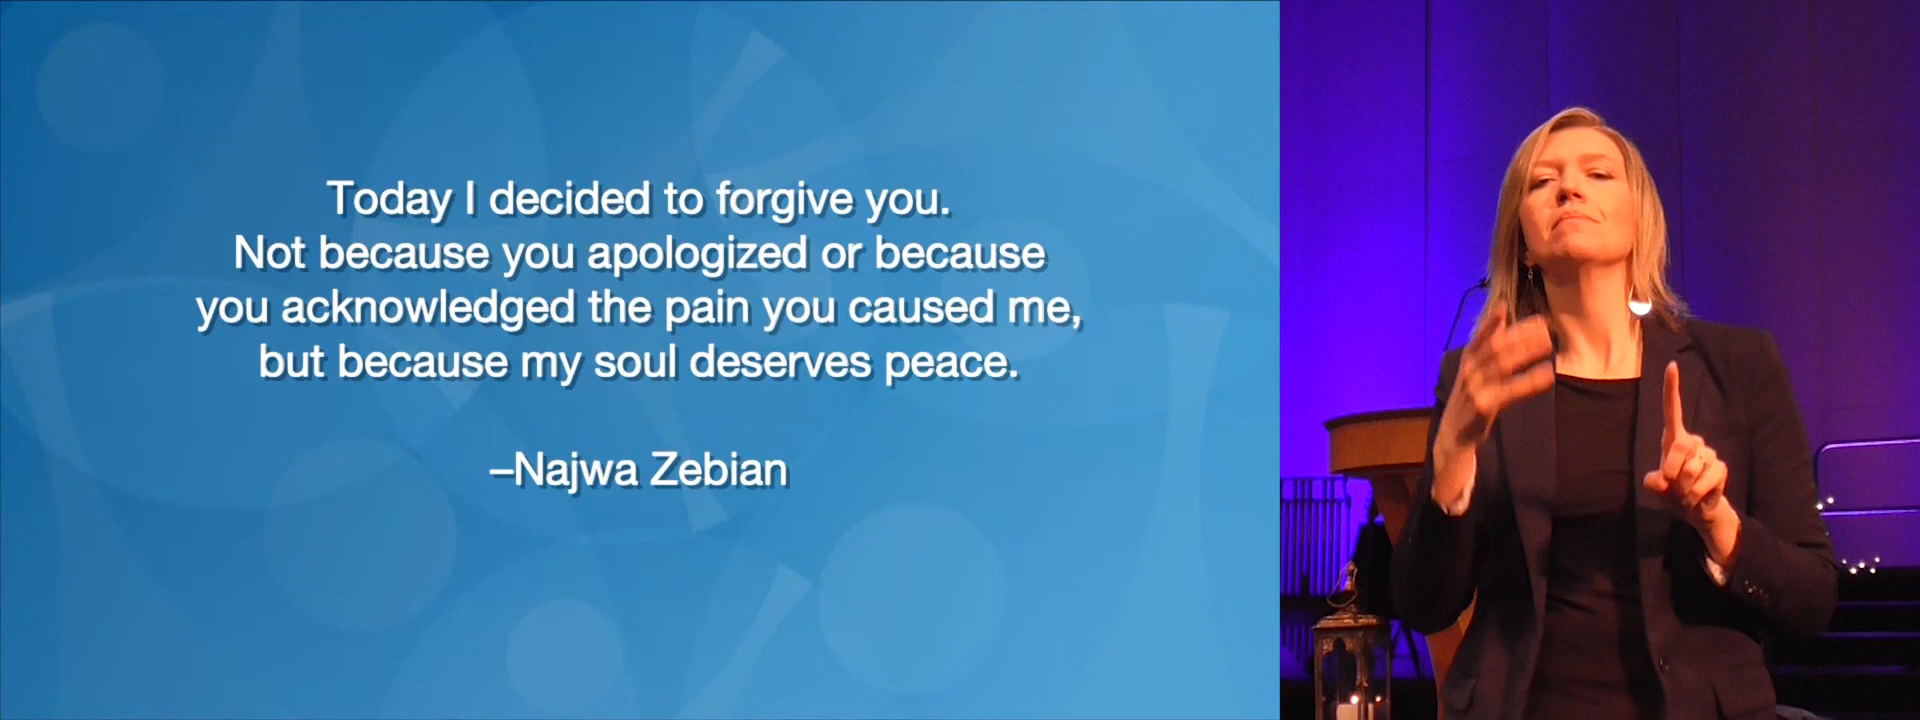 Today I decided to forgive you.
Not because you apologized or because
you acknowledged the pain you caused me,
but because my soul deserves peace.
–Najwa Zebian